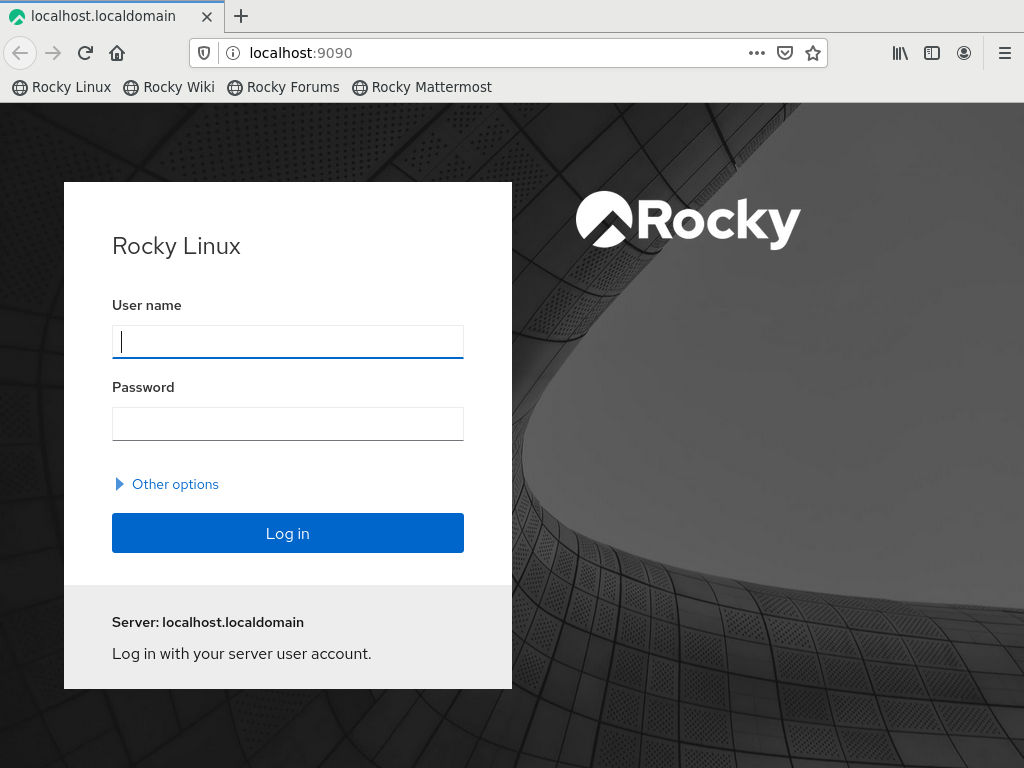 localhost.localdomain
localhost:9090
Rocky Linux Rocky Wiki Rocky Forums Rocky Mattermost
Rocky
Rocky Linux
User name
Password
Other options
Log in
Server: localhost.localdomain
Log in with your server user account.